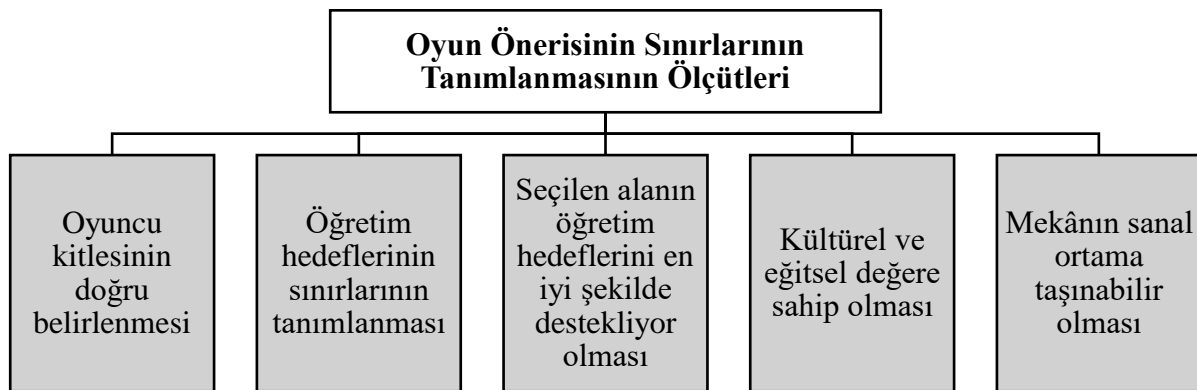 Oyun Önerisinin Sınırlarının
Tanımlanmasının Ölçütleri
Oyuncu
kitlesinin
doğru
belirlenmesi
Öğretim
hedeflerinin
sınırlarının
tanımlanması
Seçilen alanın
öğretim
hedeflerini en
iyi şekilde
destekliyor
olması
Kültürel ve
eğitsel değere
sahip olması
Mekânın sanal
ortama
taşınabilir
olması